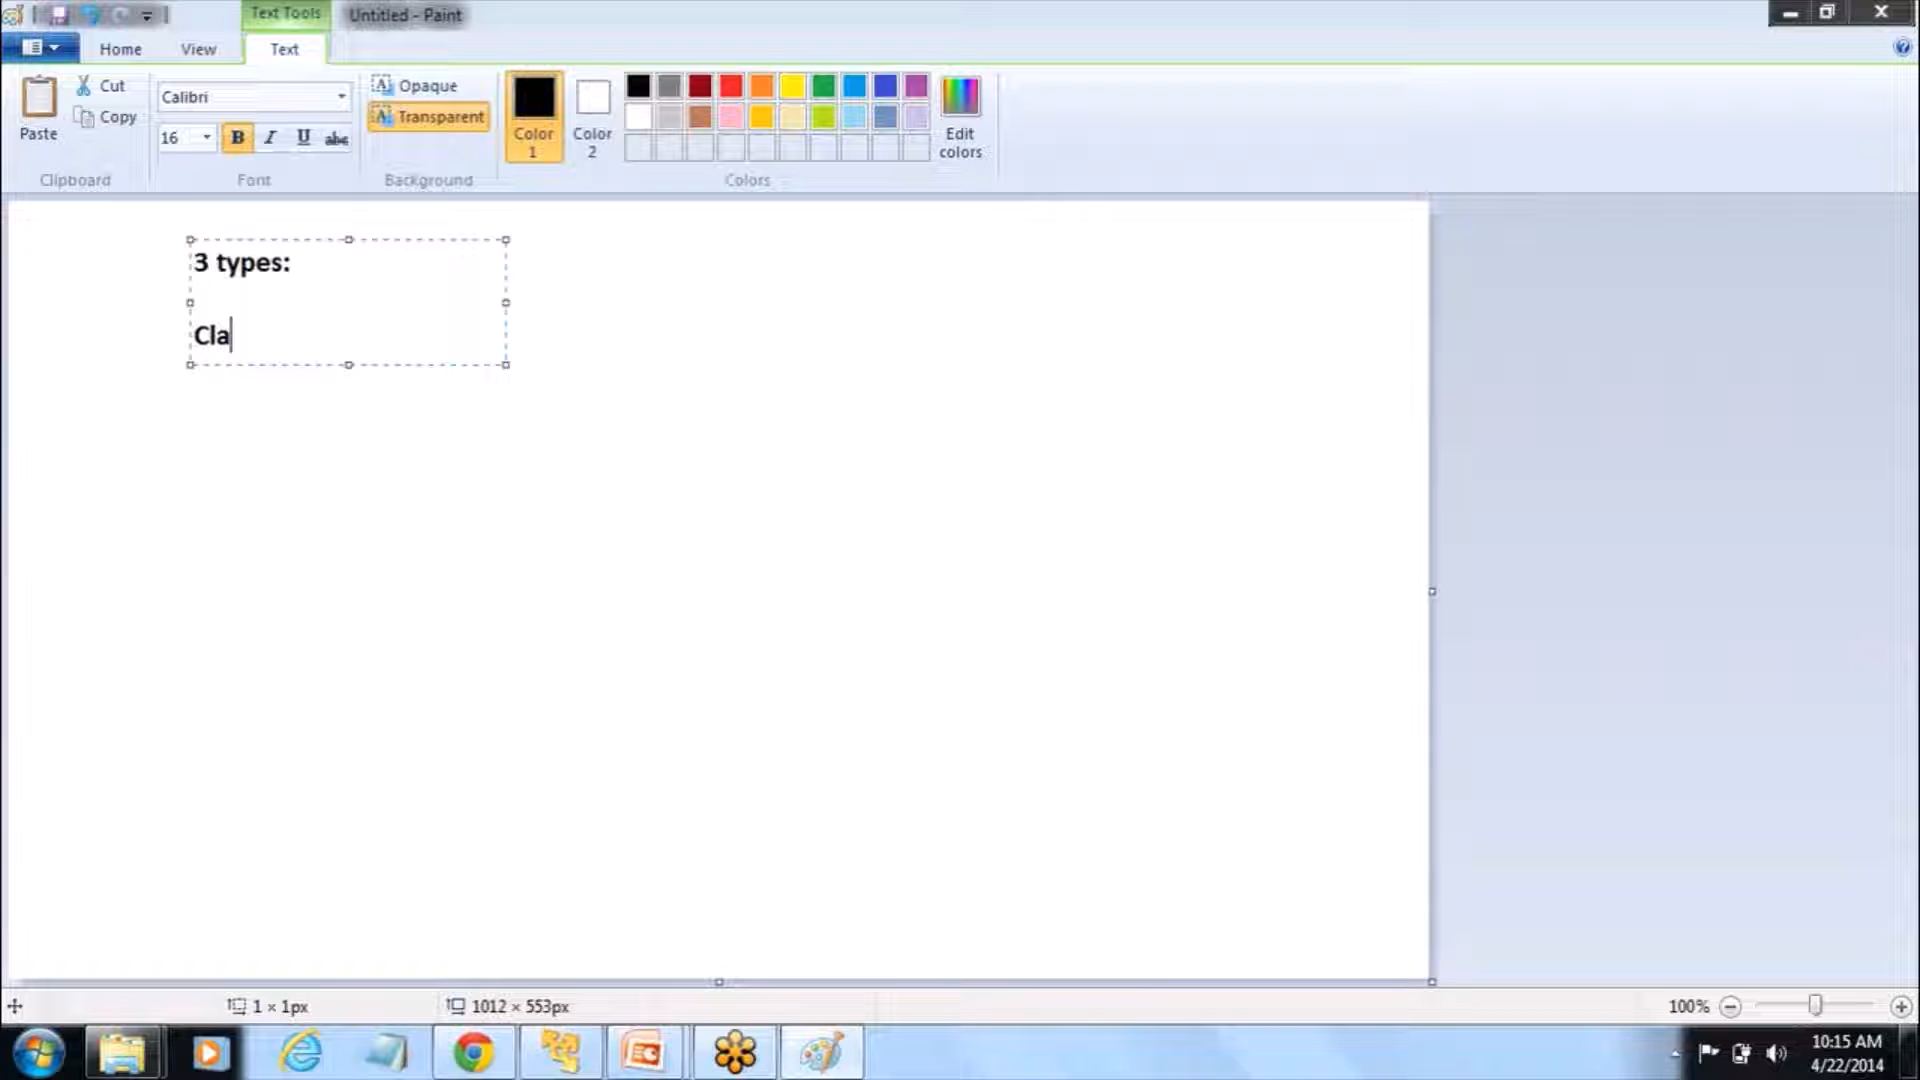 Text Tools Untitled - Paint
Home View Text
Paste
Cut
Copy
Clipboard
Calibri
16 B I U abc
Font
Opaque
Transparent
Background
Color 1
Color 2
Edit colors
Colors
3 types:
Cla
1 × 1px 1012 × 553px 100%
10:15 AM
4/22/2014